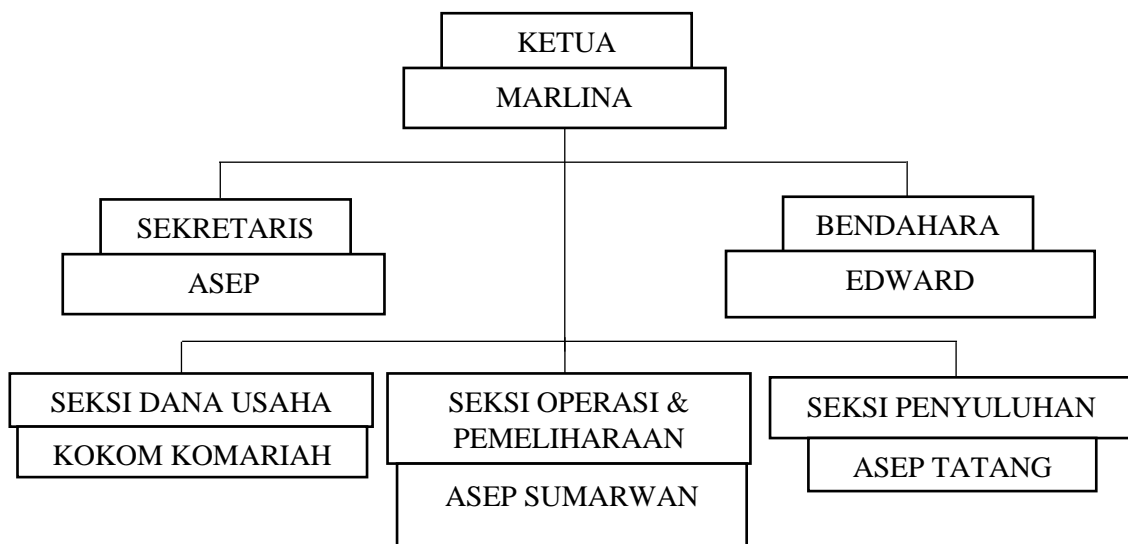 KETUA
MARLINA
SEKRETARIS
ASEP
BENDAHARA
EDWARD
SEKSI DANA USAHA
KOKOM KOMARIAH
SEKSI OPERASI &
PEMELIHARAAN
ASEP SUMARWAN
SEKSI PENYULUHAN
ASEP TATANG